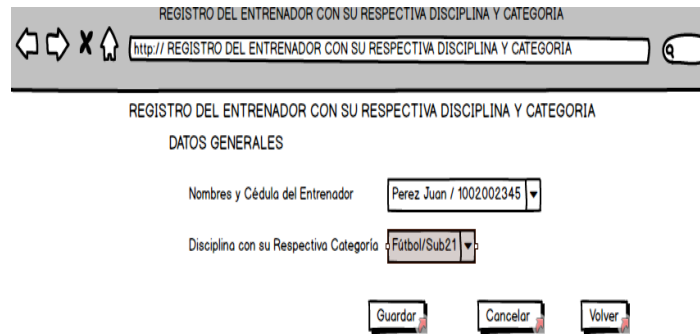 REGISTRO DEL ENTRENADOR CON SU RESPECTIVA DISCIPLINA Y CATEGORIA
http:// REGISTRO DEL ENTRENADOR CON SU RESPECTIVA DISCIPLINA Y CATEGORIA
REGISTRO DEL ENTRENADOR CON SU RESPECTIVA DISCIPLINA Y CATEGORIA
DATOS GENERALES
Nombres y Cédula del Entrenador Perez Juan / 1002002345
Disciplina con su Respectiva Categoría Fútbol/Sub21
Guardar Cancelar Volver